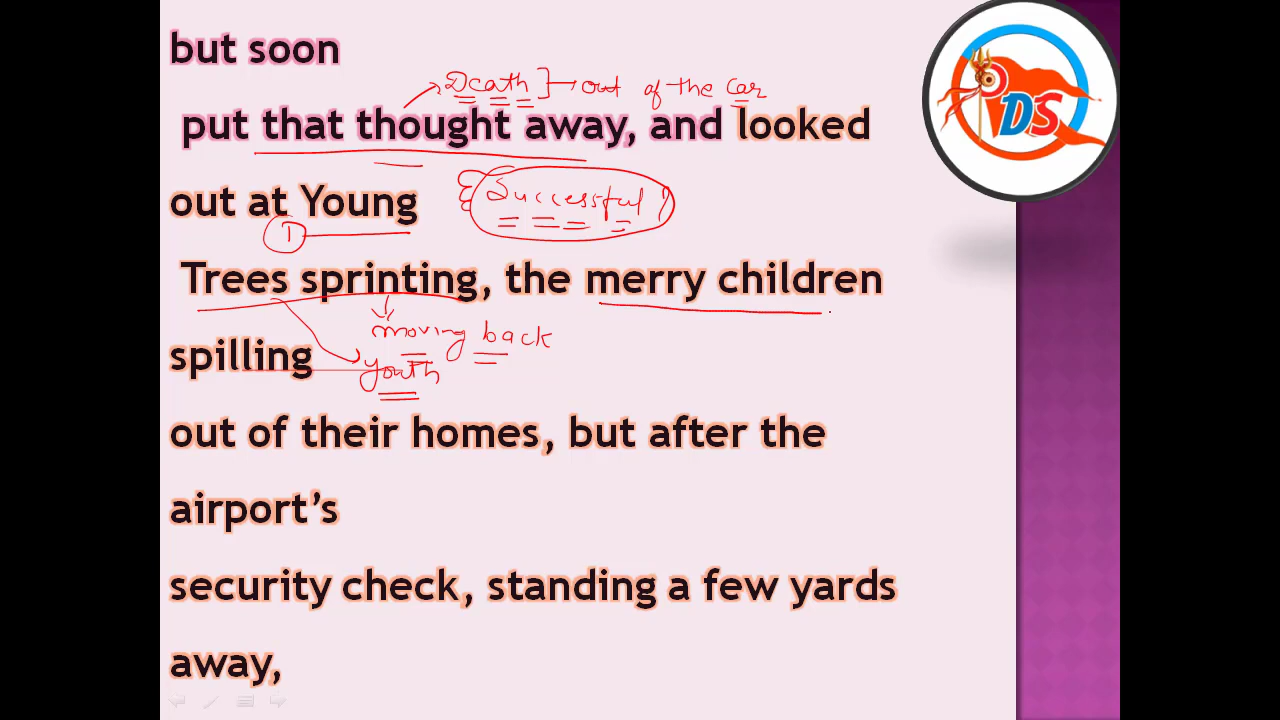 but soon
Death ] → out of the car
put that thought away, and looked
out at Young
Successful !
1
Trees sprinting, the merry children
moving back
spilling
youth
out of their homes, but after the
airport’s
security check, standing a few yards
away,
DS